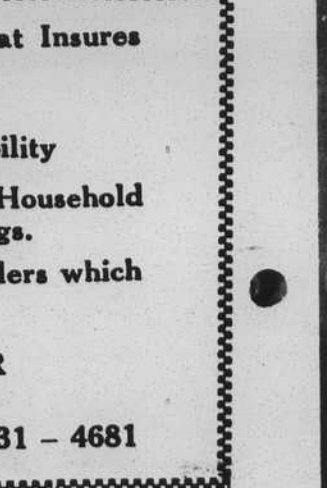 at Insures
ility
Household
gs.
lers which
R
31 – 4681